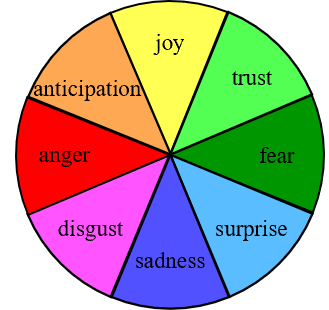 joy
trust
anticipation
anger
fear
disgust
surprise
sadness